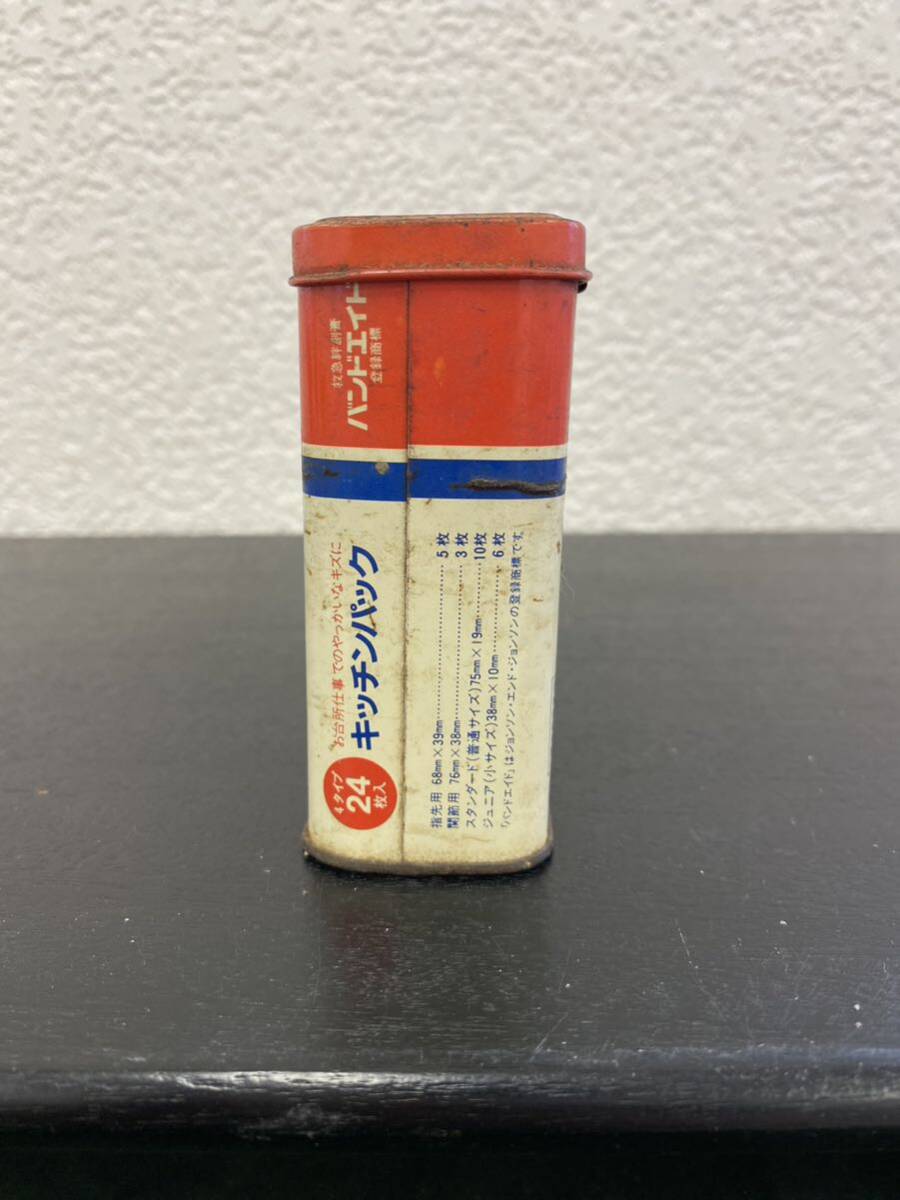 救急絆創膏
バンドエイド
登録商標
お台所仕事でのやっかいなキズに
キッチンパック
4タイプ
24
枚入
指先用 68mm×39mm……………………5枚
関節用 76mm×38mm……………………3枚
スタンダード(普通サイズ)75mm×19mm………10枚
ジュニア(小サイズ)38mm×10mm……………6枚
「バンドエイド」はジョンソン・エンド・ジョンソンの登録商標です